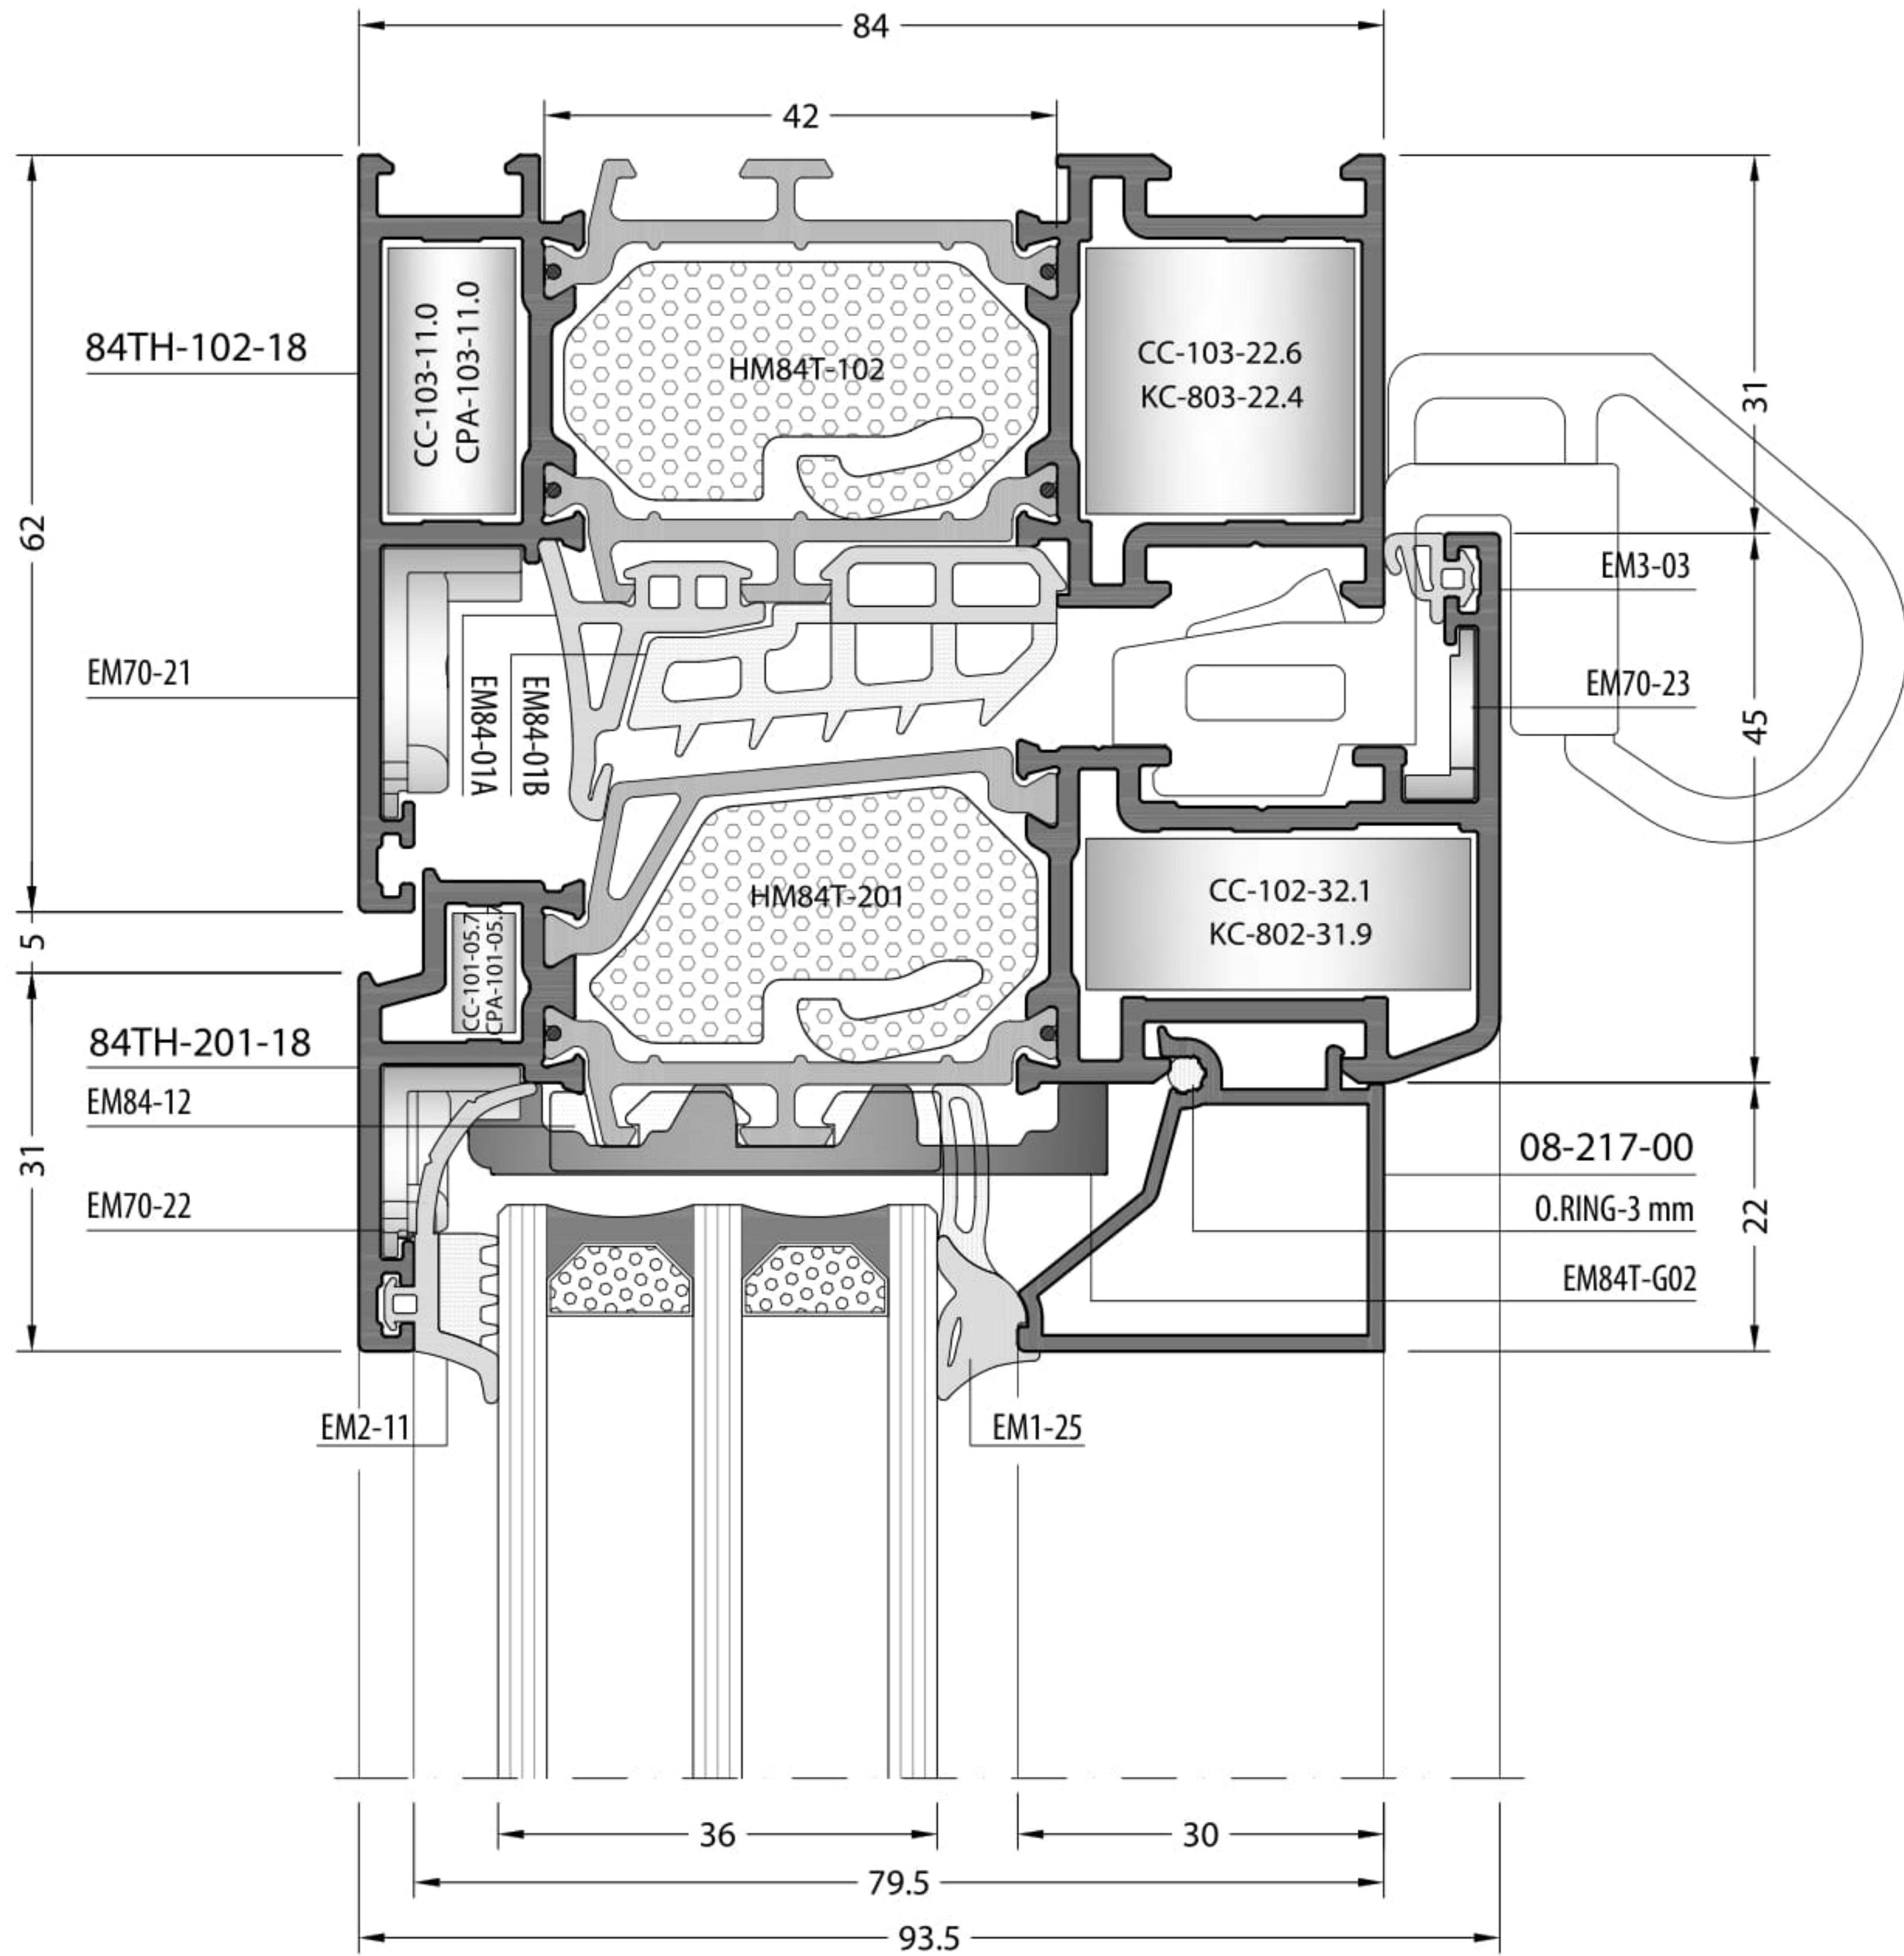 84
42
84TH-102-18
CC-103-11.0
CPA-103-11.0
HM84T-102
CC-103-22.6
KC-803-22.4
31
62
EM3-03
EM70-21
EM84-01A
EM84-01B
EM70-23
45
HM84T-201
CC-102-32.1
KC-802-31.9
5
CC-101-05.7
CPA-101-05.7
84TH-201-18
EM84-12
31
EM70-22
08-217-00
O.RING-3 mm
22
EM84T-G02
EM2-11
EM1-25
36
30
79.5
93.5